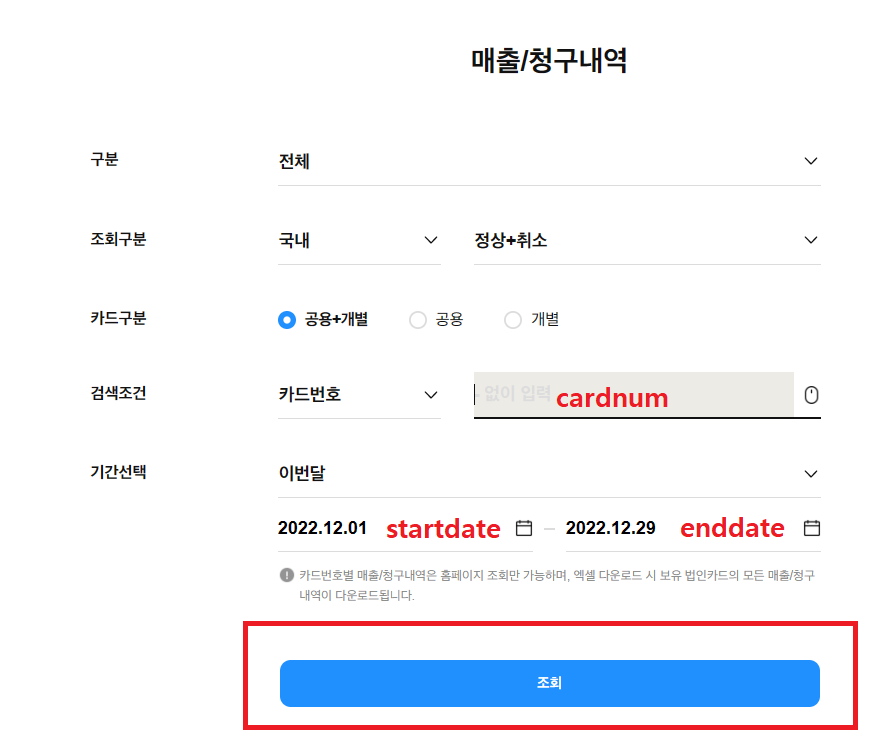 매출/청구내역
구분 전체
조회구분 국내 정상+취소
카드구분 공용+개별 공용 개별
검색조건 카드번호 - 없이 입력 cardnum
기간선택 이번달
2022.12.01 startdate – 2022.12.29 enddate
카드번호별 매출/청구내역은 홈페이지 조회만 가능하며, 엑셀 다운로드 시 보유 법인카드의 모든 매출/청구
내역이 다운로드됩니다.
조회